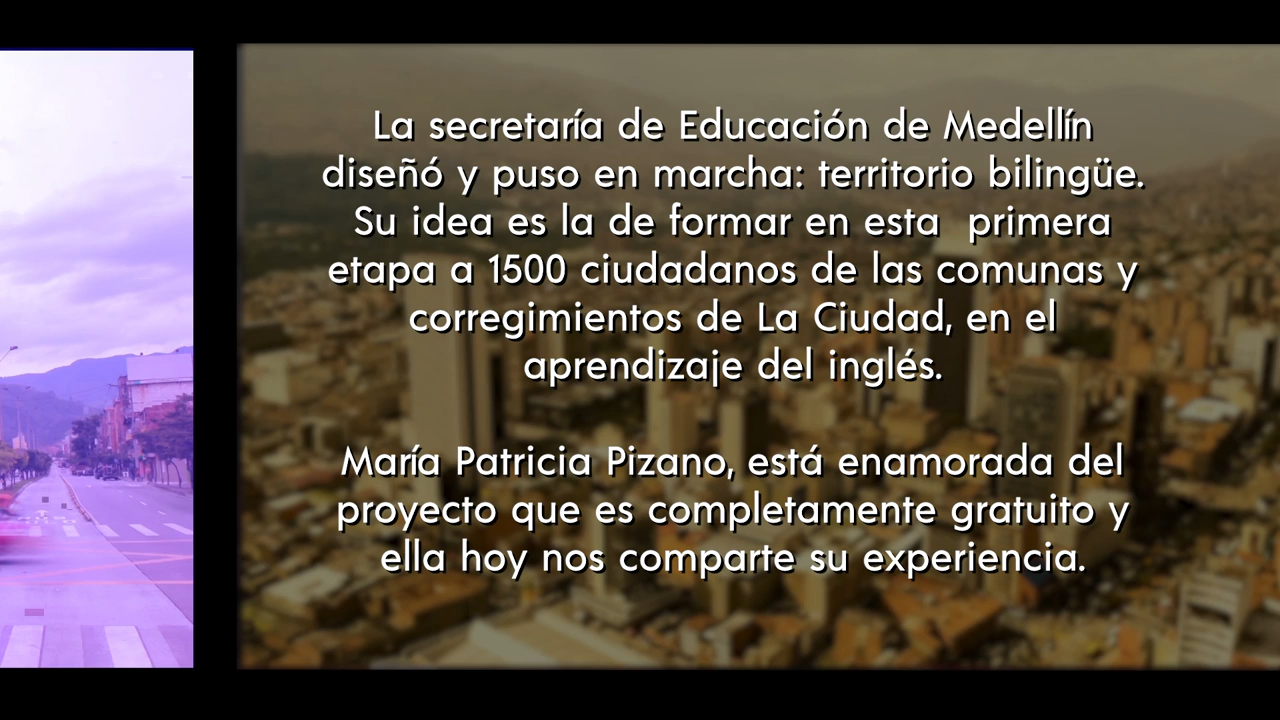 La secretaría de Educación de Medellín
diseñó y puso en marcha: territorio bilingüe.
Su idea es la de formar en esta  primera
etapa a 1500 ciudadanos de las comunas y
corregimientos de La Ciudad, en el
aprendizaje del inglés.
María Patricia Pizano, está enamorada del
proyecto que es completamente gratuito y
ella hoy nos comparte su experiencia.